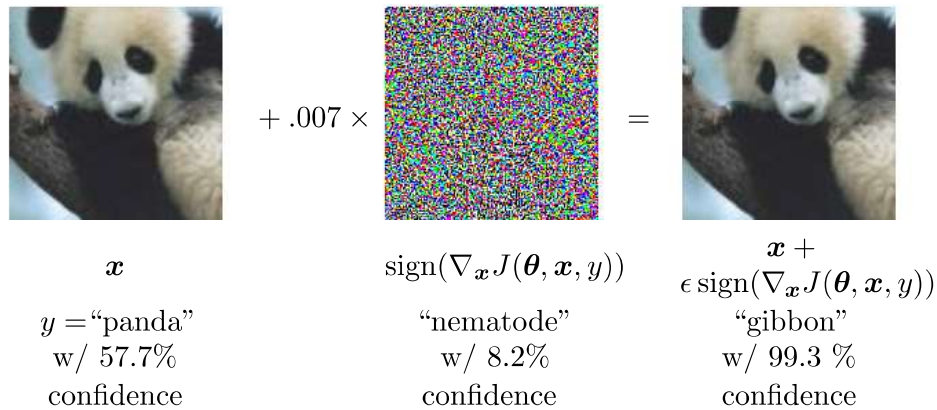 + .007 ×
=
x
y =“panda”
w/ 57.7%
confidence
sign(∇ₓJ(θ, x, y))
“nematode”
w/ 8.2%
confidence
x +
ϵ sign(∇ₓJ(θ, x, y))
“gibbon”
w/ 99.3 %
confidence